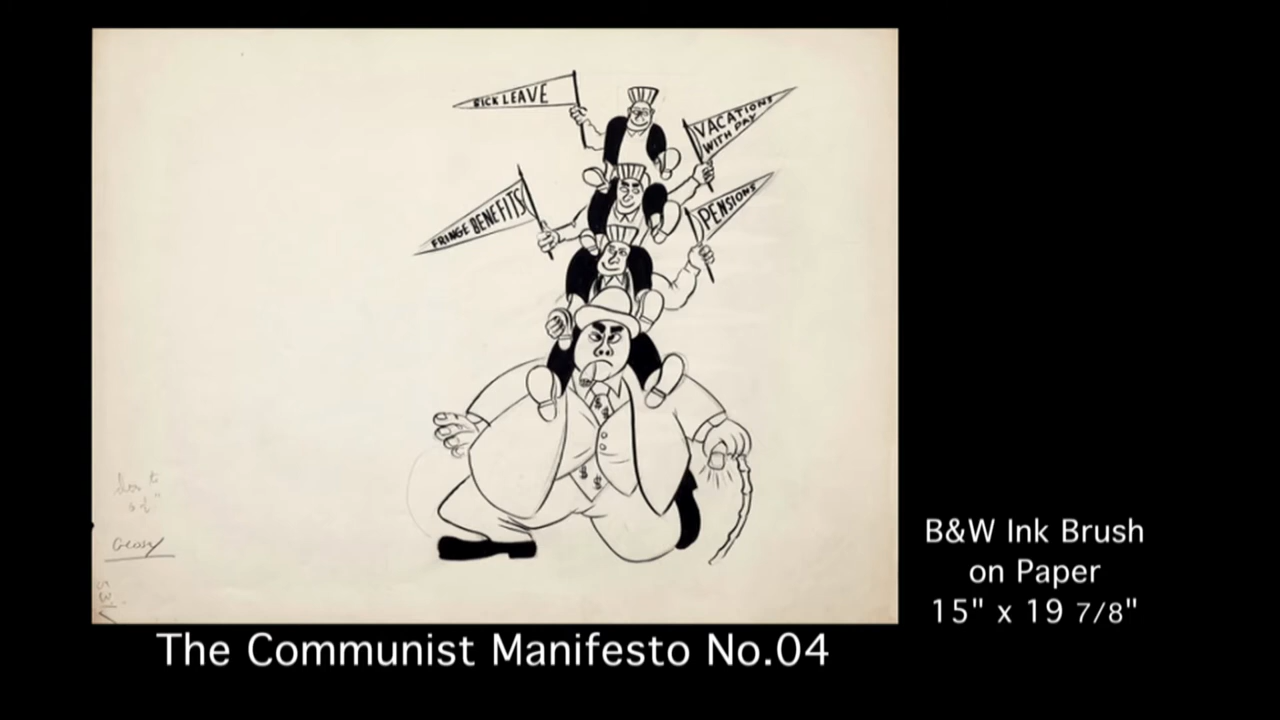 SICK LEAVE
VACATIONS
WITH PAY
FRINGE BENEFITS
PENSIONS
$
$
$
$
B&W Ink Brush
on Paper
15" x 19 7/8"
The Communist Manifesto No.04